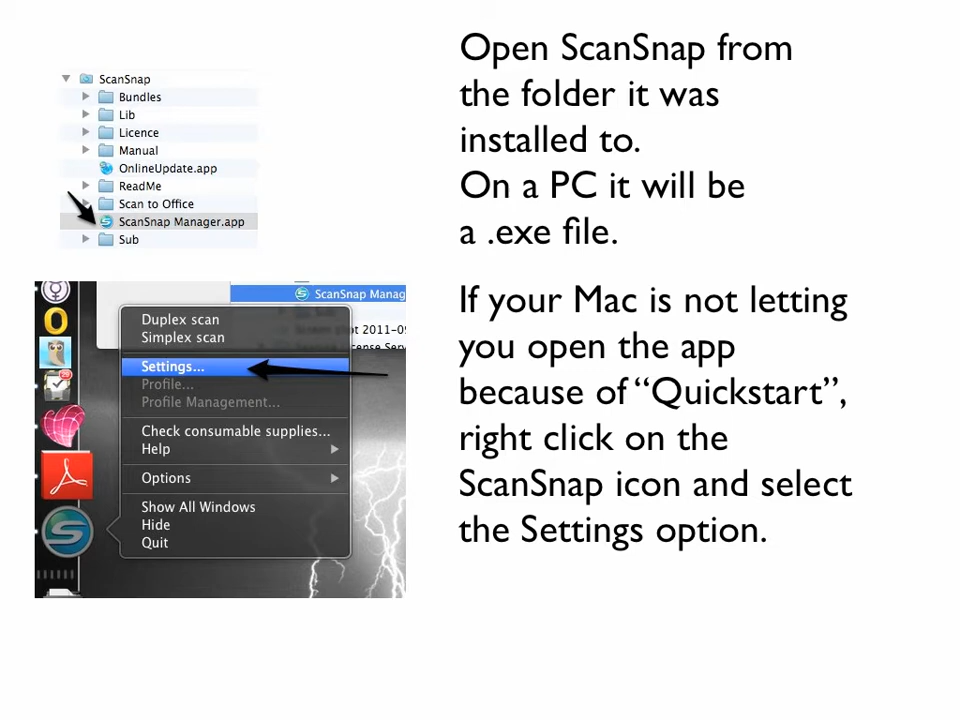 ScanSnap
Bundles
Lib
Licence
Manual
OnlineUpdate.app
ReadMe
Scan to Office
ScanSnap Manager.app
Sub
Open ScanSnap from
the folder it was
installed to.
On a PC it will be
a .exe file.
ScanSnap Manag
Duplex scan
Simplex scan
Settings...
Profile...
Profile Management...
Check consumable supplies...
Help
Options
Show All Windows
Hide
Quit
If your Mac is not letting
you open the app
because of “Quickstart”,
right click on the
ScanSnap icon and select
the Settings option.